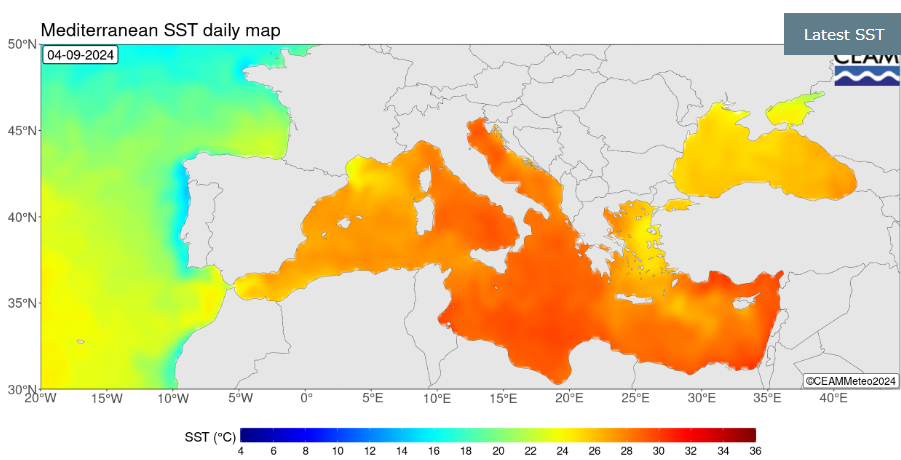 Mediterranean SST daily map
Latest SST
04-09-2024
CEAM
50°N
45°N
40°N
35°N
30°N
©CEAMMeteo2024
20°W 15°W 10°W 5°W 0° 5°E 10°E 15°E 20°E 25°E 30°E 35°E 40°E
SST (°C)
4 6 8 10 12 14 16 18 20 22 24 26 28 30 32 34 36